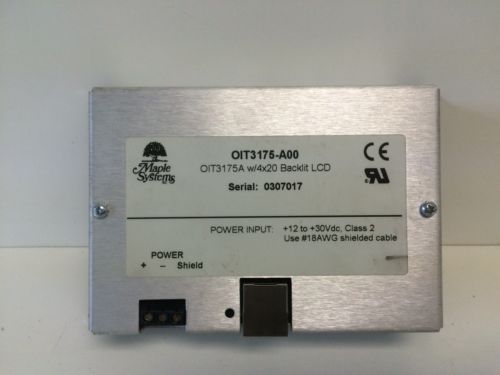 Maple
Systems
OIT3175-A00
OIT3175A w/4x20 Backlit LCD
Serial: 0307017
CE
POWER INPUT: +12 to +30Vdc, Class 2
Use #18AWG shielded cable
POWER
+ – Shield